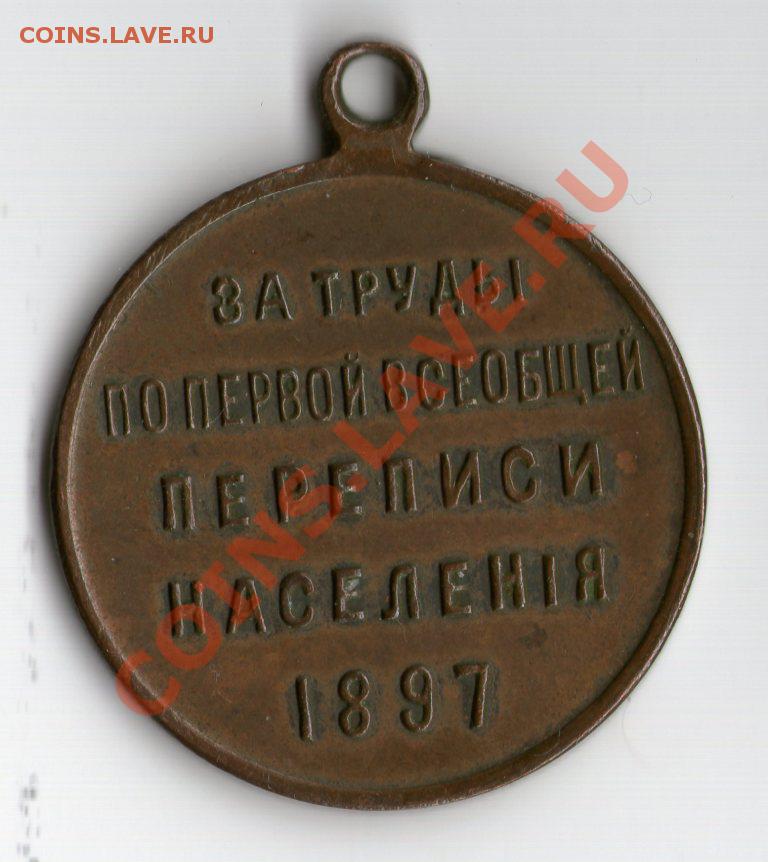 COINS.LAVE.RU
ЗА ТРУДЫ
ПО ПЕРВОЙ ВСЕОБЩЕЙ
ПЕРЕПИСИ
НАСЕЛЕНІЯ
1897
COINS.LAVE.RU